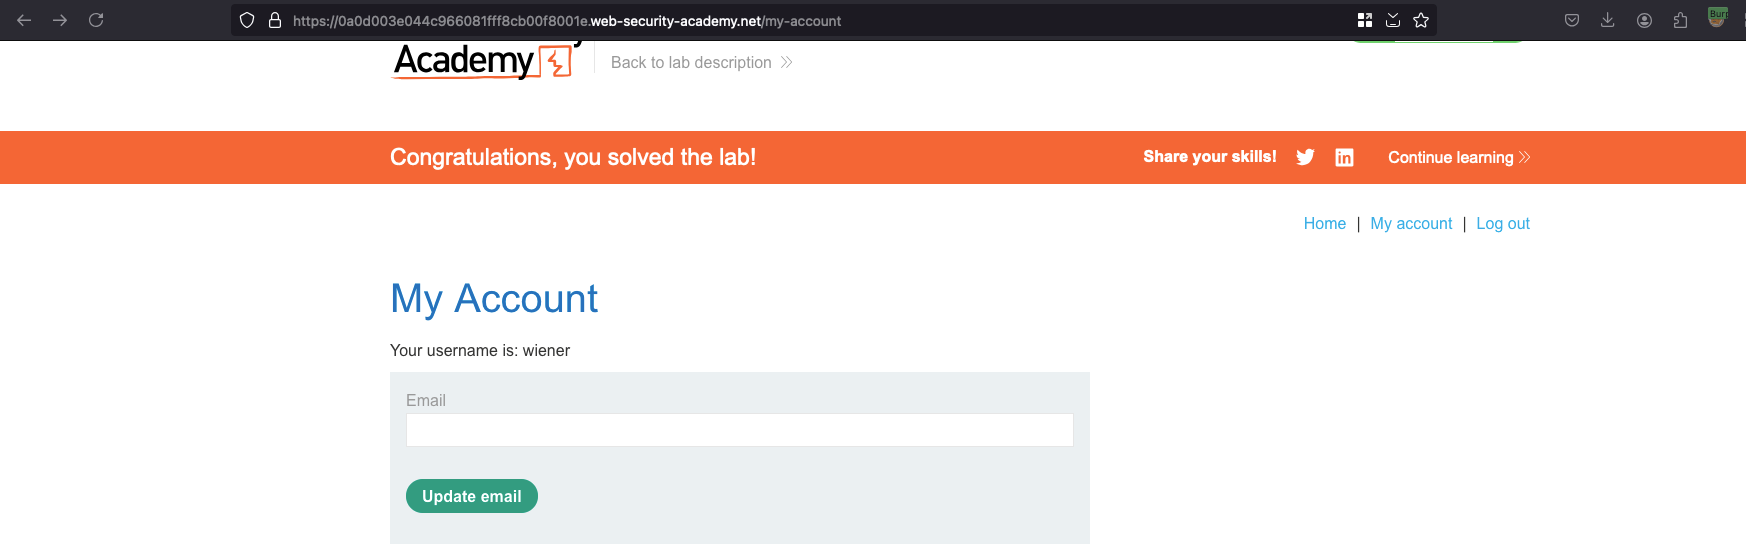 https://0a0d003e044c966081fff8cb00f8001e.web-security-academy.net/my-account
Academy
Back to lab description
Congratulations, you solved the lab!
Share your skills!
Continue learning
Home | My account | Log out
My Account
Your username is: wiener
Email
Update email